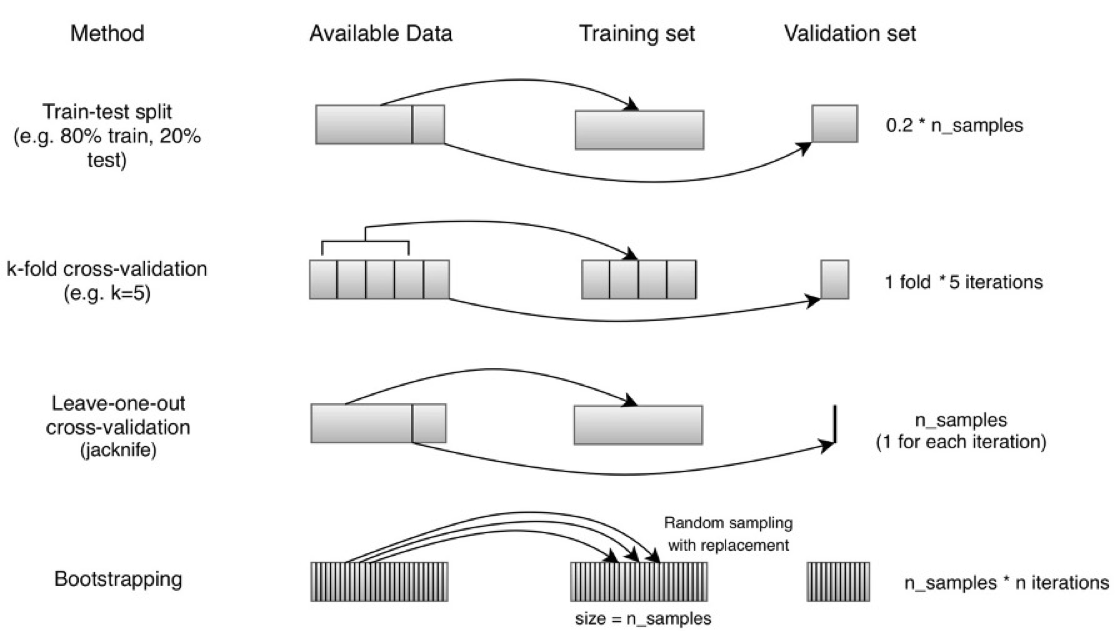 Method
Available Data
Training set
Validation set
Train-test split
(e.g. 80% train, 20%
test)
0.2 * n_samples
k-fold cross-validation
(e.g. k=5)
1 fold *5 iterations
Leave-one-out
cross-validation
(jacknife)
n_samples
(1 for each iteration)
Bootstrapping
Random sampling
with replacement
size = n_samples
n_samples * n iterations